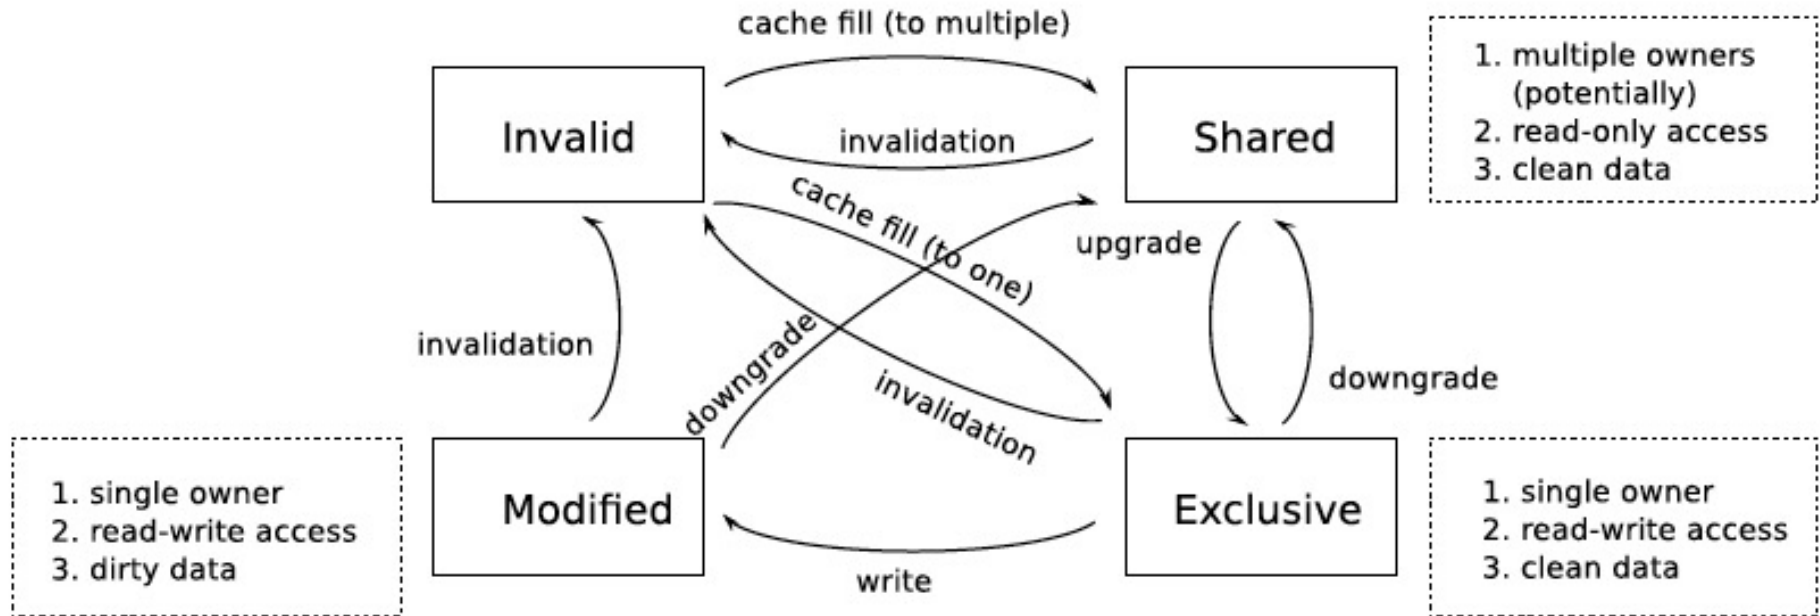 cache fill (to multiple)
Invalid
Shared
invalidation
1. multiple owners
(potentially)
2. read-only access
3. clean data
cache fill (to one)
upgrade
invalidation
downgrade
invalidation
downgrade
1. single owner
2. read-write access
3. dirty data
Modified
write
Exclusive
1. single owner
2. read-write access
3. clean data